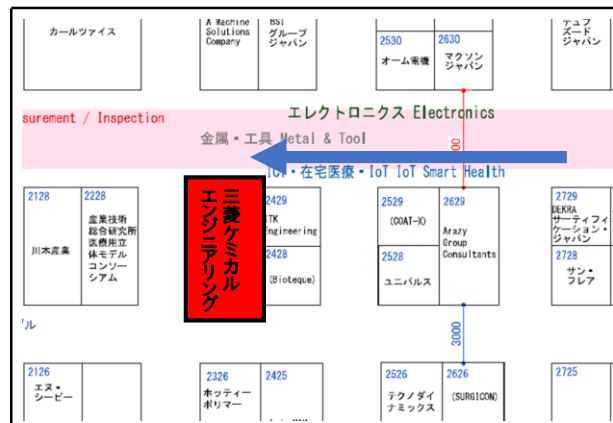 カールツァイス
A Machine
Solutions
Company
BSI
グループ
ジャパン
2530
オーム電機
2630
マクソン
ジャパン
テュフ
ズード
ジャパン
エレクトロニクス Electronics
surement / Inspection
金属・工具 Metal & Tool
・在宅医療・IoT IoT Smart Health
2128
川本産業
2228
産業技術
総合研究所
医療用立
体モデル
コンソー
シアム
三菱ケミカル
エンジニアリング
2429
Engineering
2428
(Bioteque)
2529
(COAT-X)
2528
ユニパルス
2629
Arazy
Group
Consultants
2729
DEKRA
サーティフィ
ケーション・
ジャパン
2728
サン・
フレア
3000
2126
エヌ・
シービー
2326
ホッティー
ポリマー
2425
2526
テクノダイ
ナミックス
2626
(SURGICON)
2725